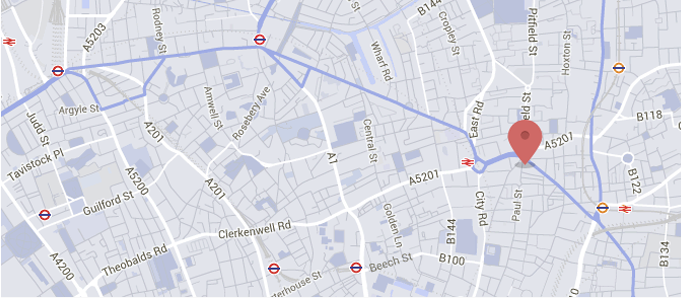 A5203
Rodney St
B144
Cropley St
Pitfield St
Hoxton St
Wharf Rd
Argyle St
Amwell St
Rosebery Ave
East Rd
B118
Judd St
A201
Central St
A5201
Tavistock Pl
A1
A5200
A201
A5201
B122
Guilford St
City Rd
Paul St
Golden Ln
Clerkenwell Rd
B144
B134
A4200
Theobalds Rd
Beech St
B100